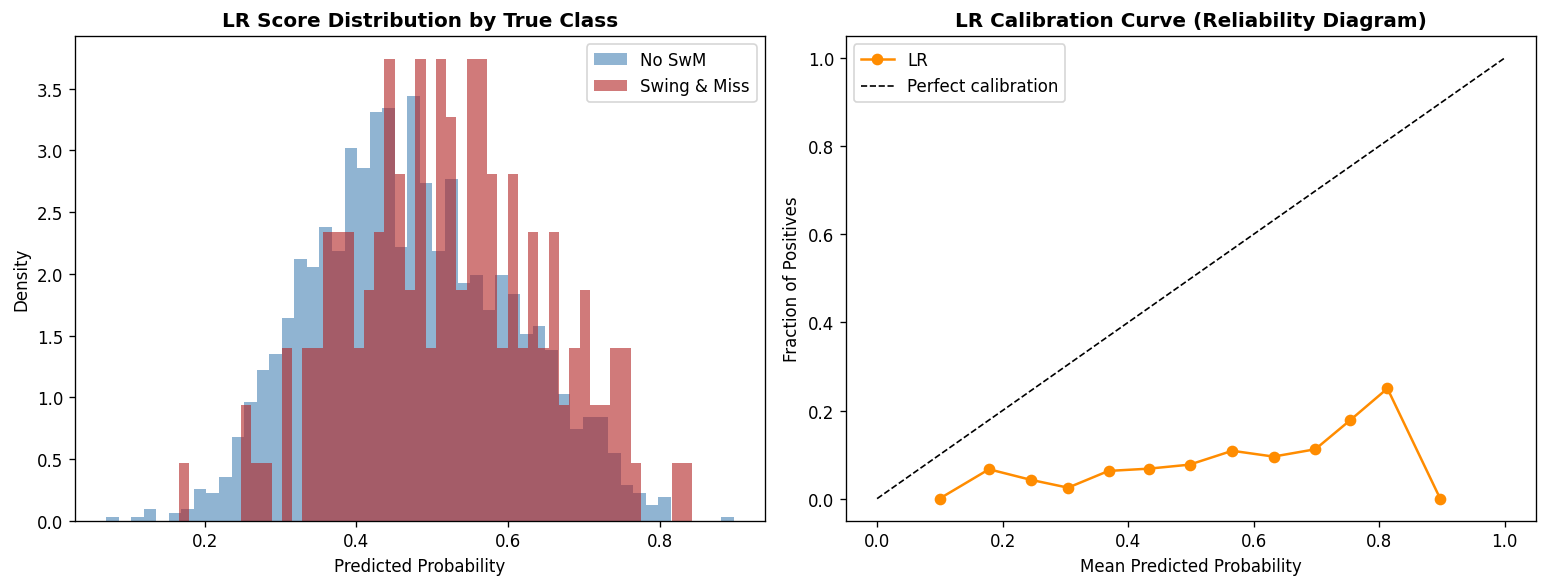 LR Score Distribution by True Class
No SwM
Swing & Miss
3.5
3.0
2.5
2.0
1.5
1.0
0.5
0.0
Density
0.2 0.4 0.6 0.8
Predicted Probability
LR Calibration Curve (Reliability Diagram)
LR
Perfect calibration
1.0
0.8
0.6
0.4
0.2
0.0
Fraction of Positives
0.0 0.2 0.4 0.6 0.8 1.0
Mean Predicted Probability